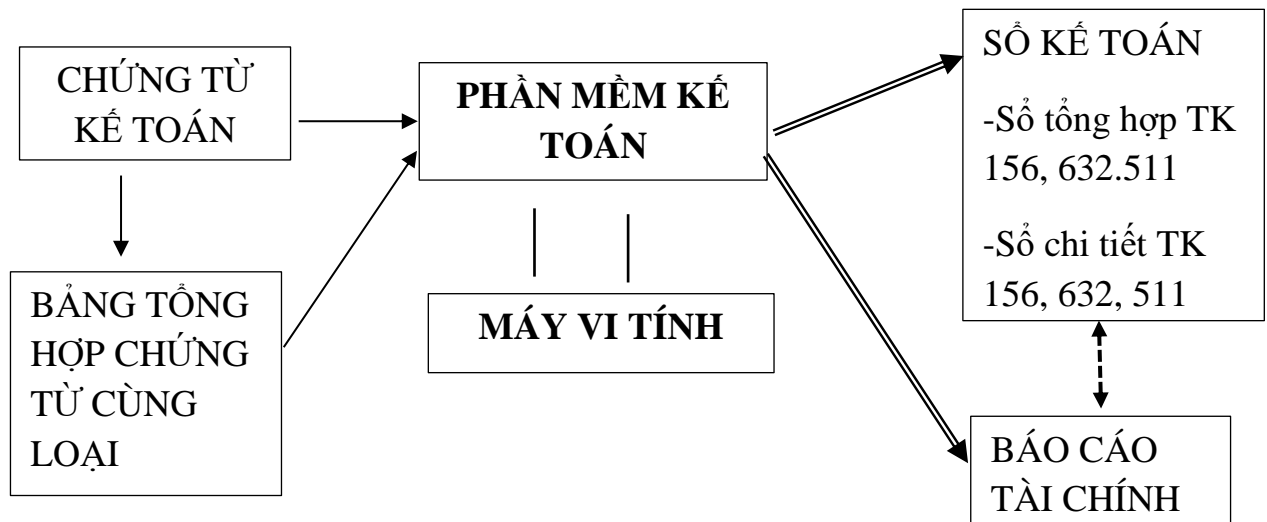 CHỨNG TỪ
KẾ TOÁN
BẢNG TỔNG
HỢP CHỨNG
TỪ CÙNG
LOẠI
PHẦN MỀM KẾ
TOÁN
MÁY VI TÍNH
SỔ KẾ TOÁN
-Sổ tổng hợp TK
156, 632.511
-Sổ chi tiết TK
156, 632, 511
BÁO CÁO
TÀI CHÍNH